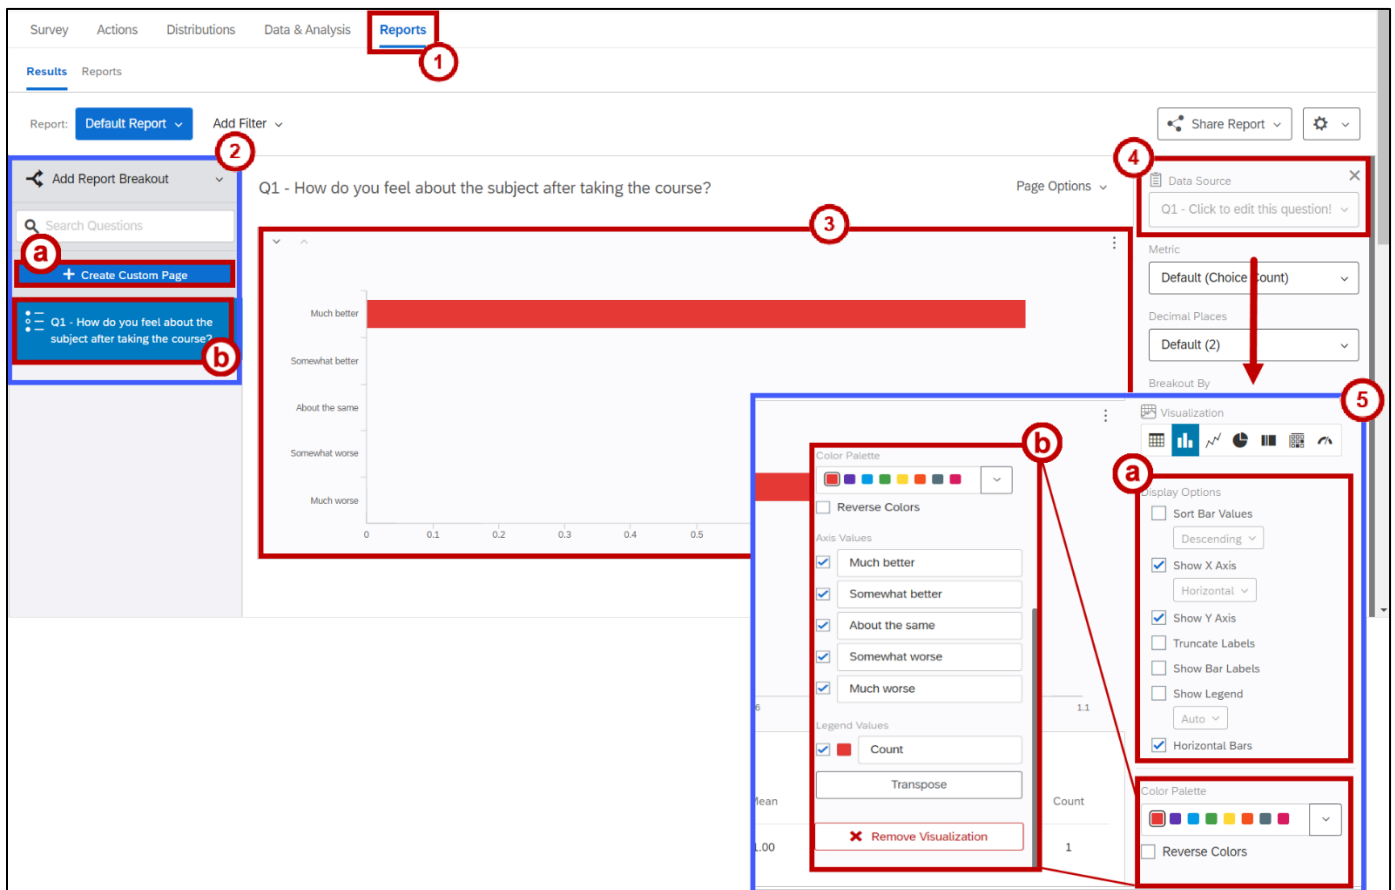 Survey Actions Distributions Data & Analysis Reports
1
Results Reports
Report: Default Report Add Filter Share Report
2
4
Add Report Breakout
Q1 - How do you feel about the subject after taking the course?
Page Options
Data Source
Q1 - Click to edit this question!
Search Questions
3
a
+ Create Custom Page
Metric
Default (Choice Count)
Q1 - How do you feel about the
subject after taking the course?
b
Much better
Somewhat better
About the same
Somewhat worse
Much worse
0 0.1 0.2 0.3 0.4 0.5
Decimal Places
Default (2)
Breakout By
5
Visualization
b
a
Color Palette
Reverse Colors
Axis Values
Much better
Somewhat better
About the same
Somewhat worse
Much worse
6 1.1
Legend Values
Count
Transpose
Mean Count
Remove Visualization
1.00 1
Display Options
Sort Bar Values
Descending
Show X Axis
Horizontal
Show Y Axis
Truncate Labels
Show Bar Labels
Show Legend
Auto
Horizontal Bars
Color Palette
Reverse Colors